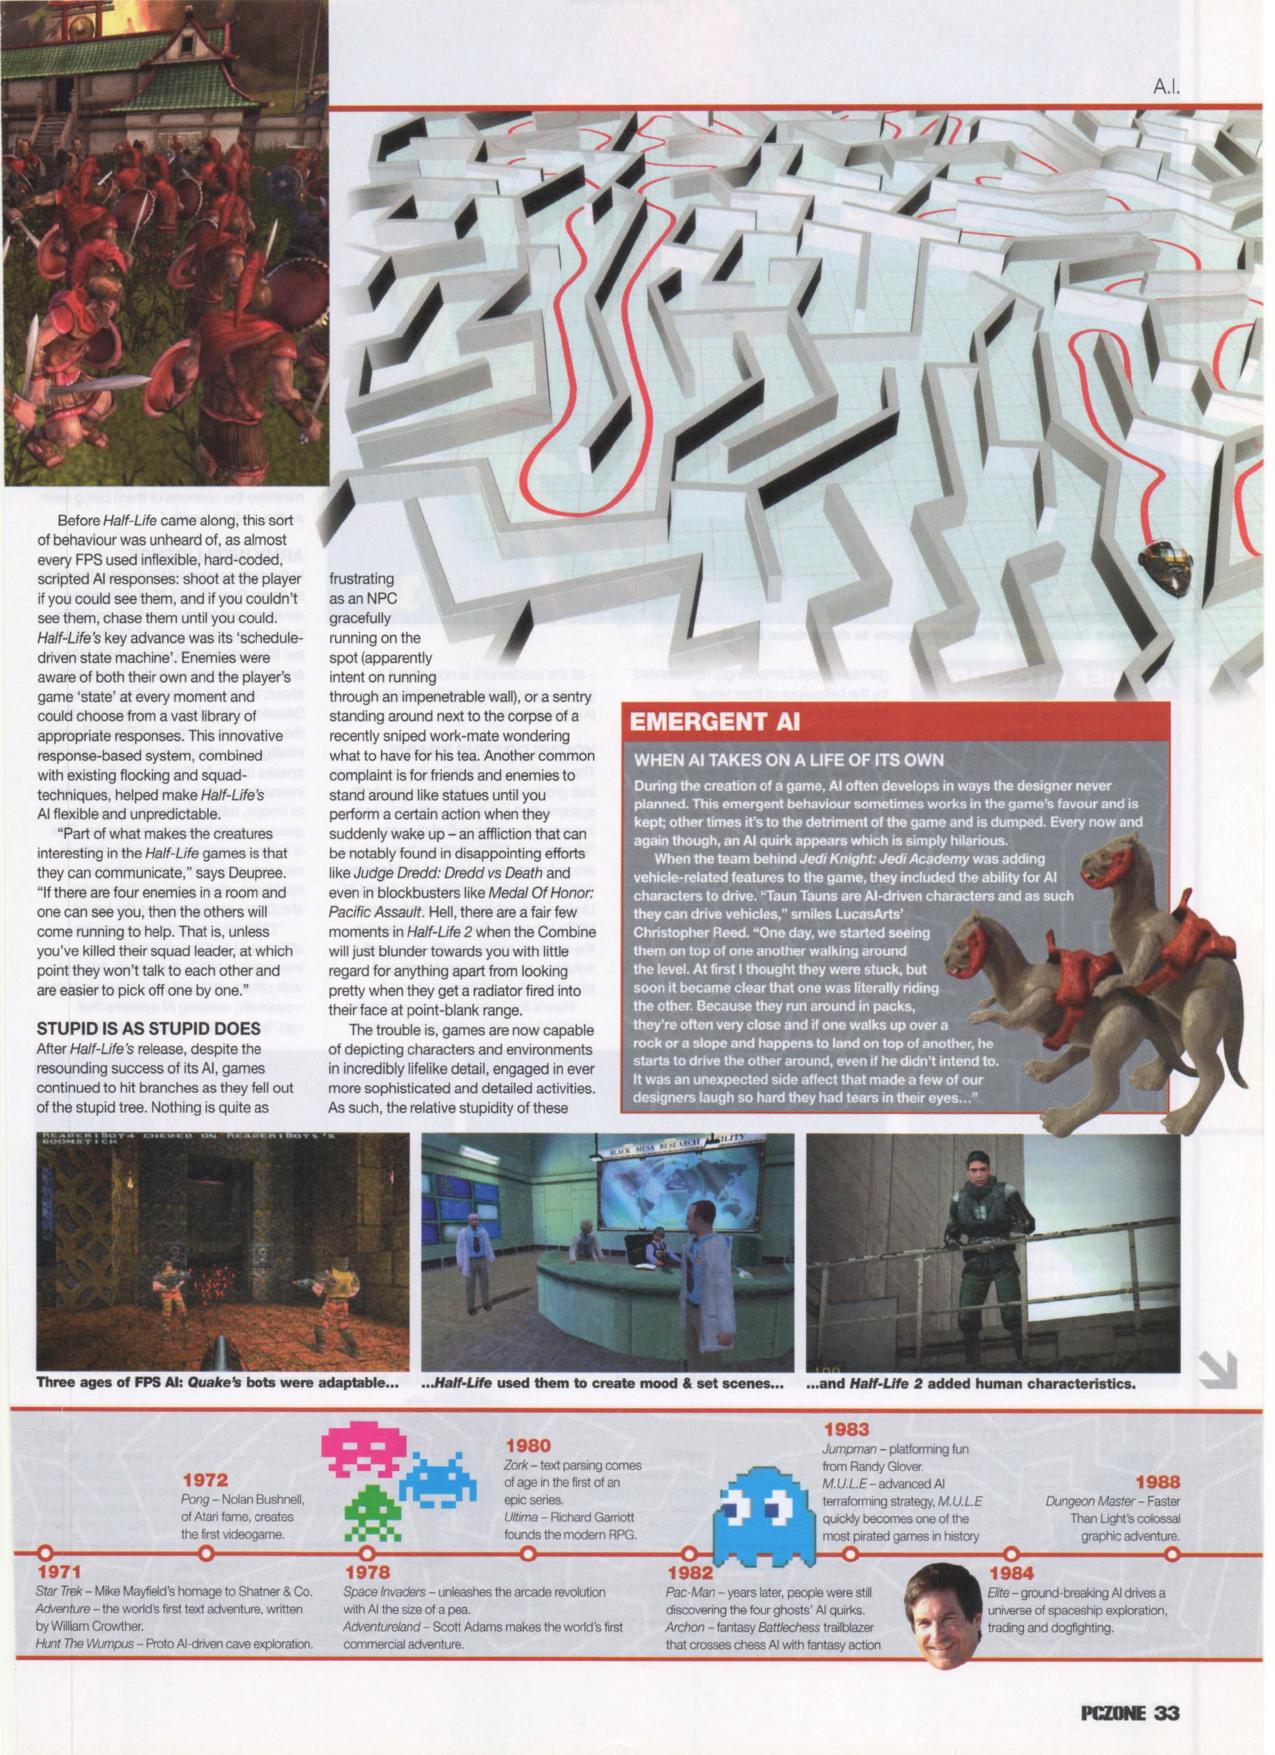 A.I.
Before Half-Life came along, this sort
of behaviour was unheard of, as almost
every FPS used inflexible, hard-coded,
scripted AI responses: shoot at the player
if you could see them, and if you couldn't
see them, chase them until you could.
Half-Life's key advance was its 'schedule-
driven state machine'. Enemies were
aware of both their own and the player's
game 'state' at every moment and
could choose from a vast library of
appropriate responses. This innovative
response-based system, combined
with existing flocking and squad-
techniques, helped make Half-Life's
AI flexible and unpredictable.
"Part of what makes the creatures
interesting in the Half-Life games is that
they can communicate," says Deupree.
"If there are four enemies in a room and
one can see you, then the others will
come running to help. That is, unless
you've killed their squad leader, at which
point they won't talk to each other and
are easier to pick off one by one."
STUPID IS AS STUPID DOES
After Half-Life's release, despite the
resounding success of its AI, games
continued to hit branches as they fell out
of the stupid tree. Nothing is quite as
frustrating
as an NPC
gracefully
running on the
spot (apparently
intent on running
through an impenetrable wall), or a sentry
standing around next to the corpse of a
recently sniped work-mate wondering
what to have for his tea. Another common
complaint is for friends and enemies to
stand around like statues until you
perform a certain action when they
suddenly wake up – an affliction that can
be notably found in disappointing efforts
like Judge Dredd: Dredd vs Death and
even in blockbusters like Medal Of Honor:
Pacific Assault. Hell, there are a fair few
moments in Half-Life 2 when the Combine
will just blunder towards you with little
regard for anything apart from looking
pretty when they get a radiator fired into
their face at point-blank range.
The trouble is, games are now capable
of depicting characters and environments
in incredibly lifelike detail, engaged in ever
more sophisticated and detailed activities.
As such, the relative stupidity of these
EMERGENT AI
WHEN AI TAKES ON A LIFE OF ITS OWN
During the creation of a game, AI often develops in ways the designer never
planned. This emergent behaviour sometimes works in the game's favour and is
kept; other times it's to the detriment of the game and is dumped. Every now and
again though, an AI quirk appears which is simply hilarious.
When the team behind Jedi Knight: Jedi Academy was adding
vehicle-related features to the game, they included the ability for AI
characters to drive. "Taun Tauns are AI-driven characters and as such
they can drive vehicles," smiles LucasArts'
Christopher Reed. "One day, we started seeing
them on top of one another walking around
the level. At first I thought they were stuck, but
soon it became clear that one was literally riding
the other. Because they run around in packs,
they're often very close and if one walks up over a
rock or a slope and happens to land on top of another, he
starts to drive the other around, even if he didn't intend to.
It was an unexpected side affect that made a few of our
designers laugh so hard they had tears in their eyes..."
READER1BOT4 CHEWED ON READER1BOT5'S
BOOMSTICK
BLACK MESA RESEARCH FACILITY
100
Three ages of FPS AI: Quake's bots were adaptable...
...Half-Life used them to create mood & set scenes...
...and Half-Life 2 added human characteristics.
1971
Star Trek – Mike Mayfield's homage to Shatner & Co.
Adventure – the world's first text adventure, written
by William Crowther.
Hunt The Wumpus – Proto AI-driven cave exploration.
1972
Pong – Nolan Bushnell,
of Atari fame, creates
the first videogame.
1978
Space Invaders – unleashes the arcade revolution
with AI the size of a pea.
Adventureland – Scott Adams makes the world's first
commercial adventure.
1980
Zork – text parsing comes
of age in the first of an
epic series.
Ultima – Richard Garriott
founds the modern RPG.
1982
Pac-Man – years later, people were still
discovering the four ghosts' AI quirks.
Archon – fantasy Battlechess trailblazer
that crosses chess AI with fantasy action
1983
Jumpman – platforming fun
from Randy Glover.
M.U.L.E – advanced AI
terraforming strategy, M.U.L.E
quickly becomes one of the
most pirated games in history
1984
Elite – ground-breaking AI drives a
universe of spaceship exploration,
trading and dogfighting.
1988
Dungeon Master – Faster
Than Light's colossal
graphic adventure.
PCZONE 33